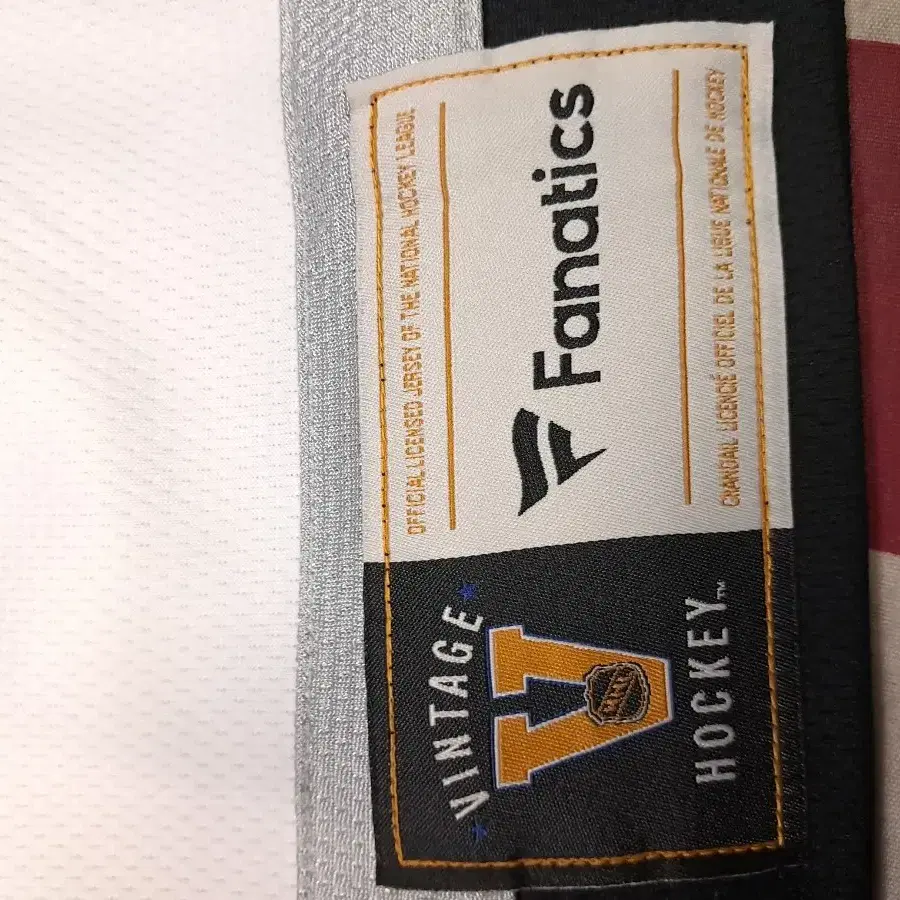 VINTAGE
NHL
HOCKEY™
OFFICIAL LICENSED JERSEY OF THE NATIONAL HOCKEY LEAGUE
Fanatics
CHANDAIL LICENCIÉ OFFICIEL DE LA LIGUE NATIONALE DE HOCKEY